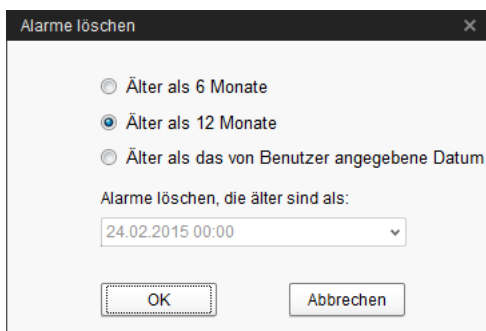 Alarme löschen
Älter als 6 Monate
Älter als 12 Monate
Älter als das von Benutzer angegebene Datum
Alarme löschen, die älter sind als:
24.02.2015 00:00
OK
Abbrechen